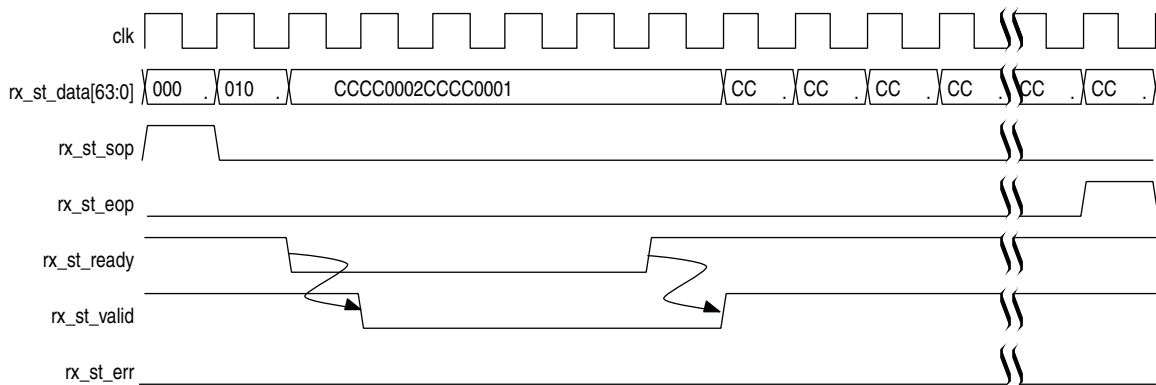 clk
rx_st_data[63:0] 000 . 010 . CCCC0002CCCC0001 CC . CC . CC . CC . CC . CC .
rx_st_sop
rx_st_eop
rx_st_ready
rx_st_valid
rx_st_err